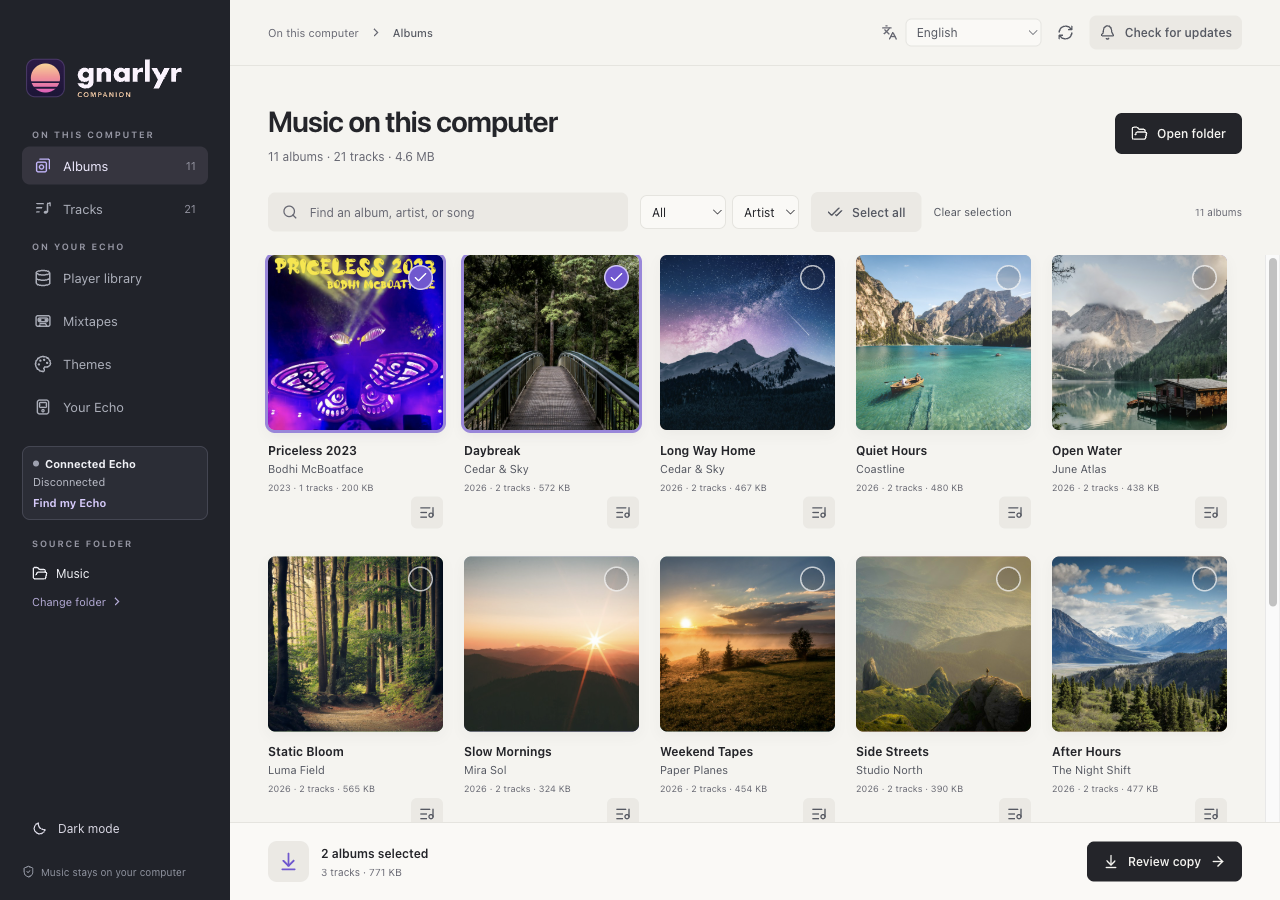 gnarlyr
COMPANION
ON THIS COMPUTER
Albums 11
Tracks 21
ON YOUR ECHO
Player library
Mixtapes
Themes
Your Echo
Connected Echo
Disconnected
Find my Echo
SOURCE FOLDER
Music
Change folder
Dark mode
Music stays on your computer
On this computer Albums
English
Check for updates
Music on this computer
11 albums · 21 tracks · 4.6 MB
Open folder
Find an album, artist, or song
All
Artist
Select all
Clear selection
11 albums
PRICELESS 2023
BODHI MCBOATFACE
Priceless 2023
Bodhi McBoatface
2023 · 1 tracks · 200 KB
Daybreak
Cedar & Sky
2026 · 2 tracks · 572 KB
Long Way Home
Cedar & Sky
2026 · 2 tracks · 467 KB
Quiet Hours
Coastline
2026 · 2 tracks · 480 KB
Open Water
June Atlas
2026 · 2 tracks · 438 KB
Static Bloom
Luma Field
2026 · 2 tracks · 565 KB
Slow Mornings
Mira Sol
2026 · 2 tracks · 324 KB
Weekend Tapes
Paper Planes
2026 · 2 tracks · 454 KB
Side Streets
Studio North
2026 · 2 tracks · 390 KB
After Hours
The Night Shift
2026 · 2 tracks · 477 KB
2 albums selected
3 tracks · 771 KB
Review copy